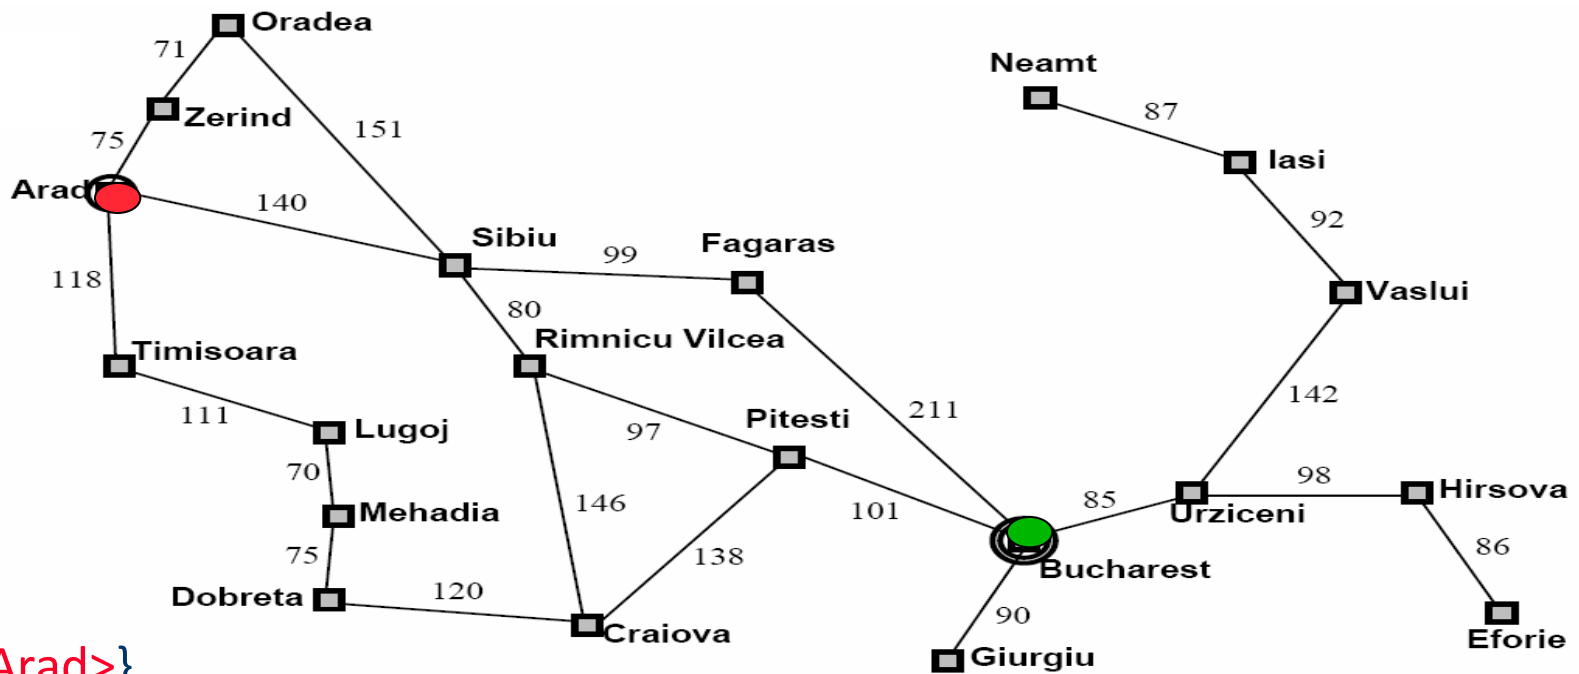 Oradea
71
Neamt
87
Zerind
151
75
Iasi
Arad
140
92
Sibiu
Fagaras
99
118
Vaslui
80
Rimnicu Vilcea
Timisoara
142
211
Pitesti
111
Lugoj
97
70
98
Hirsova
146
85
101
Mehadia
Urziceni
75
138
86
Bucharest
Dobreta
120
90
Craiova
Eforie
Giurgiu
Arad>}